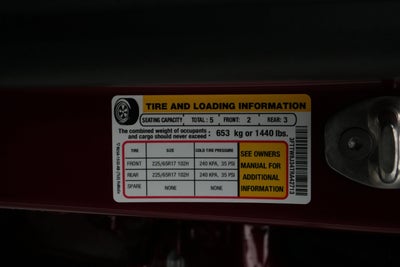 TIRE AND LOADING INFORMATION
SEATING CAPACITY TOTAL : 5 FRONT: 2 REAR: 3
The combined weight of occupants
and cargo should never exceed : 653 kg or 1440 lbs.
TIRE SIZE COLD TIRE PRESSURE
FRONT 225/65R17 102H 240 KPA, 35 PSI
REAR 225/65R17 102H 240 KPA, 35 PSI
SPARE NONE NONE
SEE OWNERS
MANUAL FOR
ADDITIONAL
INFORMATION